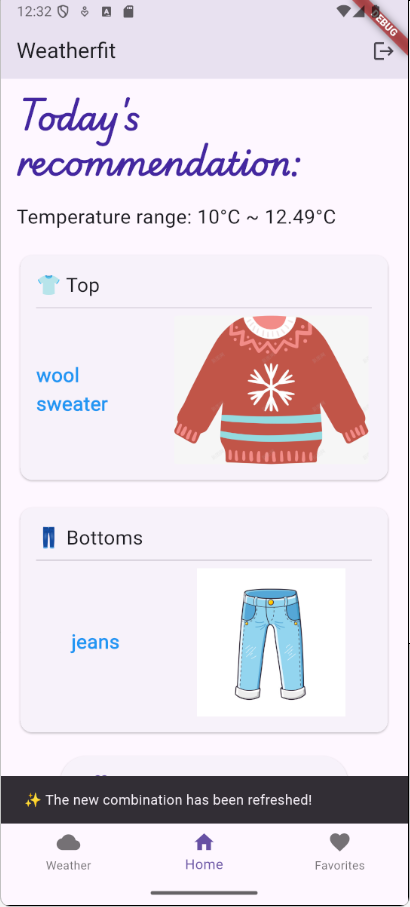 12:32
DEBUG
Weatherfit
Today's
recommendation:
Temperature range: 10°C ~ 12.49°C
Top
wool
sweater
Bottoms
jeans
✨ The new combination has been refreshed!
Weather
Home
Favorites